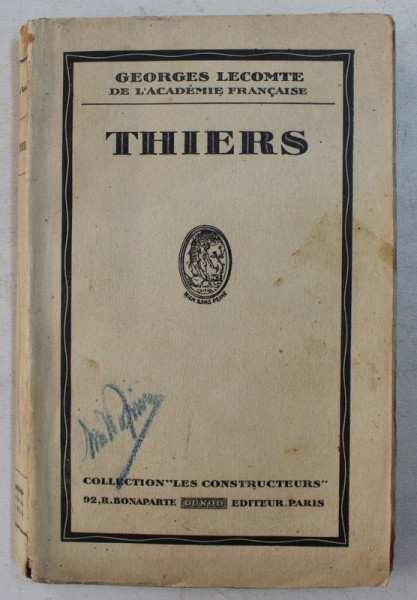 GEORGES LECOMTE
DE L'ACADÉMIE FRANÇAISE
THIERS
RIEN SANS PEINE
COLLECTION "LES CONSTRUCTEURS"
92, R. BONAPARTE DUNOD EDITEUR. PARIS